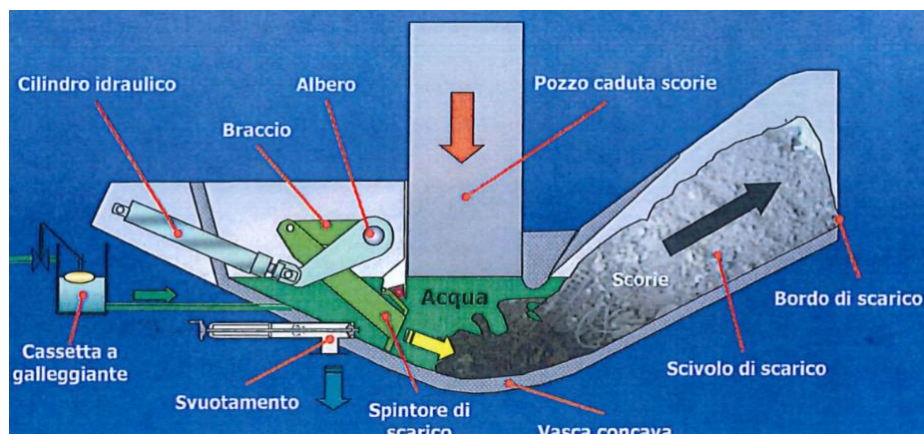 Cilindro idraulico
Albero
Braccio
Pozzo caduta scorie
Acqua
Scorie
Bordo di scarico
Scivolo di scarico
Cassetta a
galleggiante
Svuotamento
Spintore di
scarico
Vasca concava